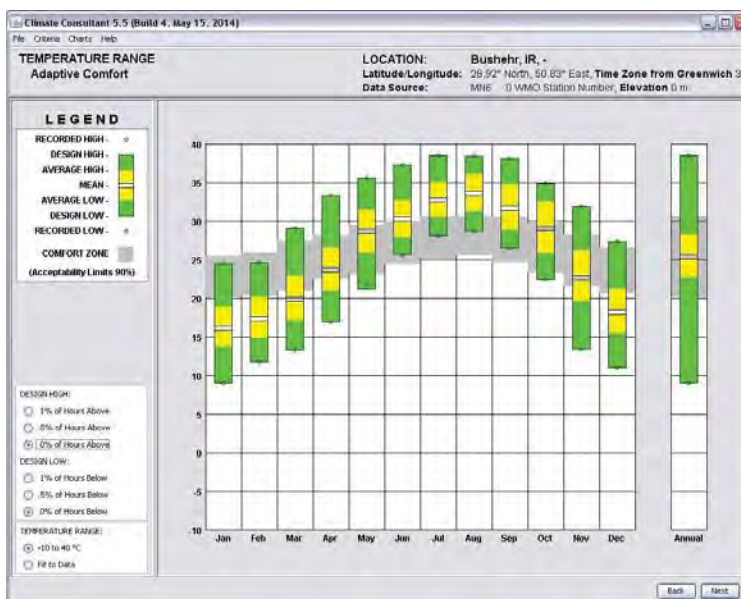 Climate Consultant 5.5 (Build 4, May 15, 2014)
File Criteria Charts Help
TEMPERATURE RANGE
Adaptive Comfort
LOCATION: Bushehr, IR, -
Latitude/Longitude: 28.92° North, 50.83° East, Time Zone from Greenwich 3
Data Source: MN6 0 WMO Station Number, Elevation 0 m
LEGEND
RECORDED HIGH -
DESIGN HIGH -
AVERAGE HIGH -
MEAN -
AVERAGE LOW -
DESIGN LOW -
RECORDED LOW -
COMFORT ZONE
(Acceptability Limits 90%)
DESIGN HIGH:
1% of Hours Above
.5% of Hours Above
0% of Hours Above
DESIGN LOW:
1% of Hours Below
.5% of Hours Below
0% of Hours Below
TEMPERATURE RANGE:
-10 to 40 °C
Fit to Data
40
35
30
25
20
15
10
5
0
-5
-10
Jan Feb Mar Apr May Jun Jul Aug Sep Oct Nov Dec Annual
Back Next